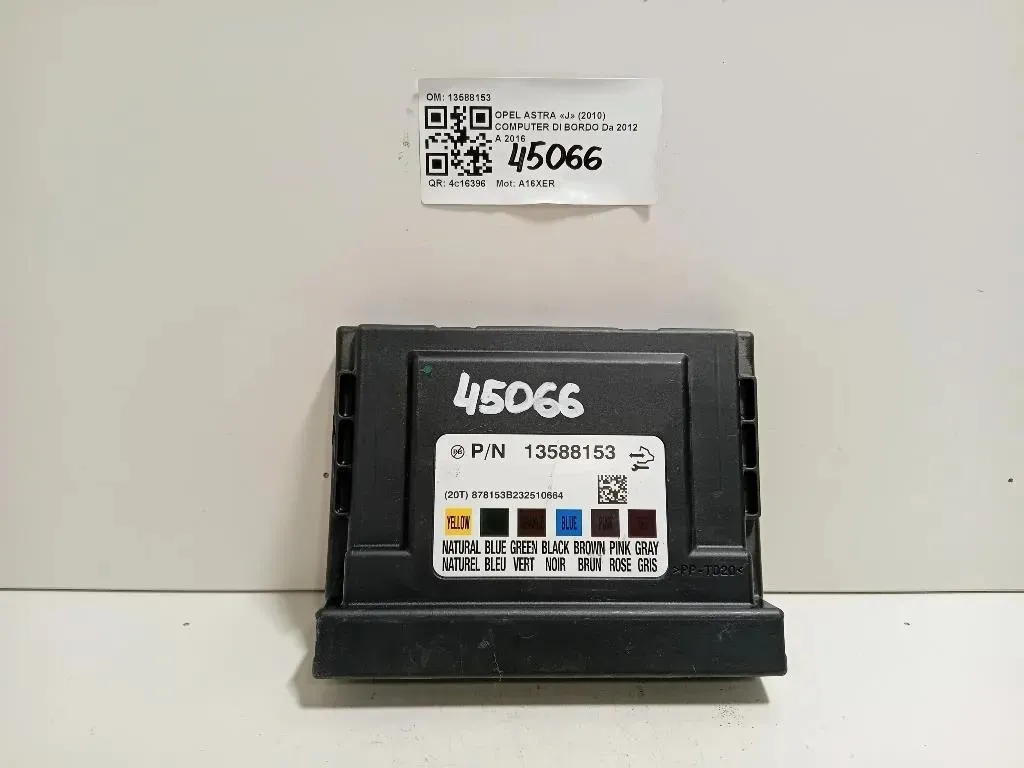 OM: 13588153
OPEL ASTRA «J» (2010)
COMPUTER DI BORDO Da 2012
A 2016
45066
QR: 4c16396 Mot: A16XER
45066
P/N 13588153
(20T) 878153B232510664
YELLOW BLUE PINK
NATURAL BLUE GREEN BLACK BROWN PINK GRAY
NATUREL BLEU VERT NOIR BRUN ROSE GRIS
>PP-TD20<